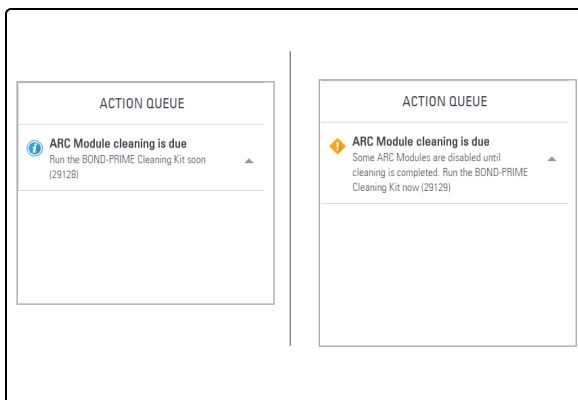 ACTION QUEUE
ARC Module cleaning is due
Run the BOND-PRIME Cleaning Kit soon
(29128)
ACTION QUEUE
ARC Module cleaning is due
Some ARC Modules are disabled until
cleaning is completed. Run the BOND-PRIME
Cleaning Kit now (29129)